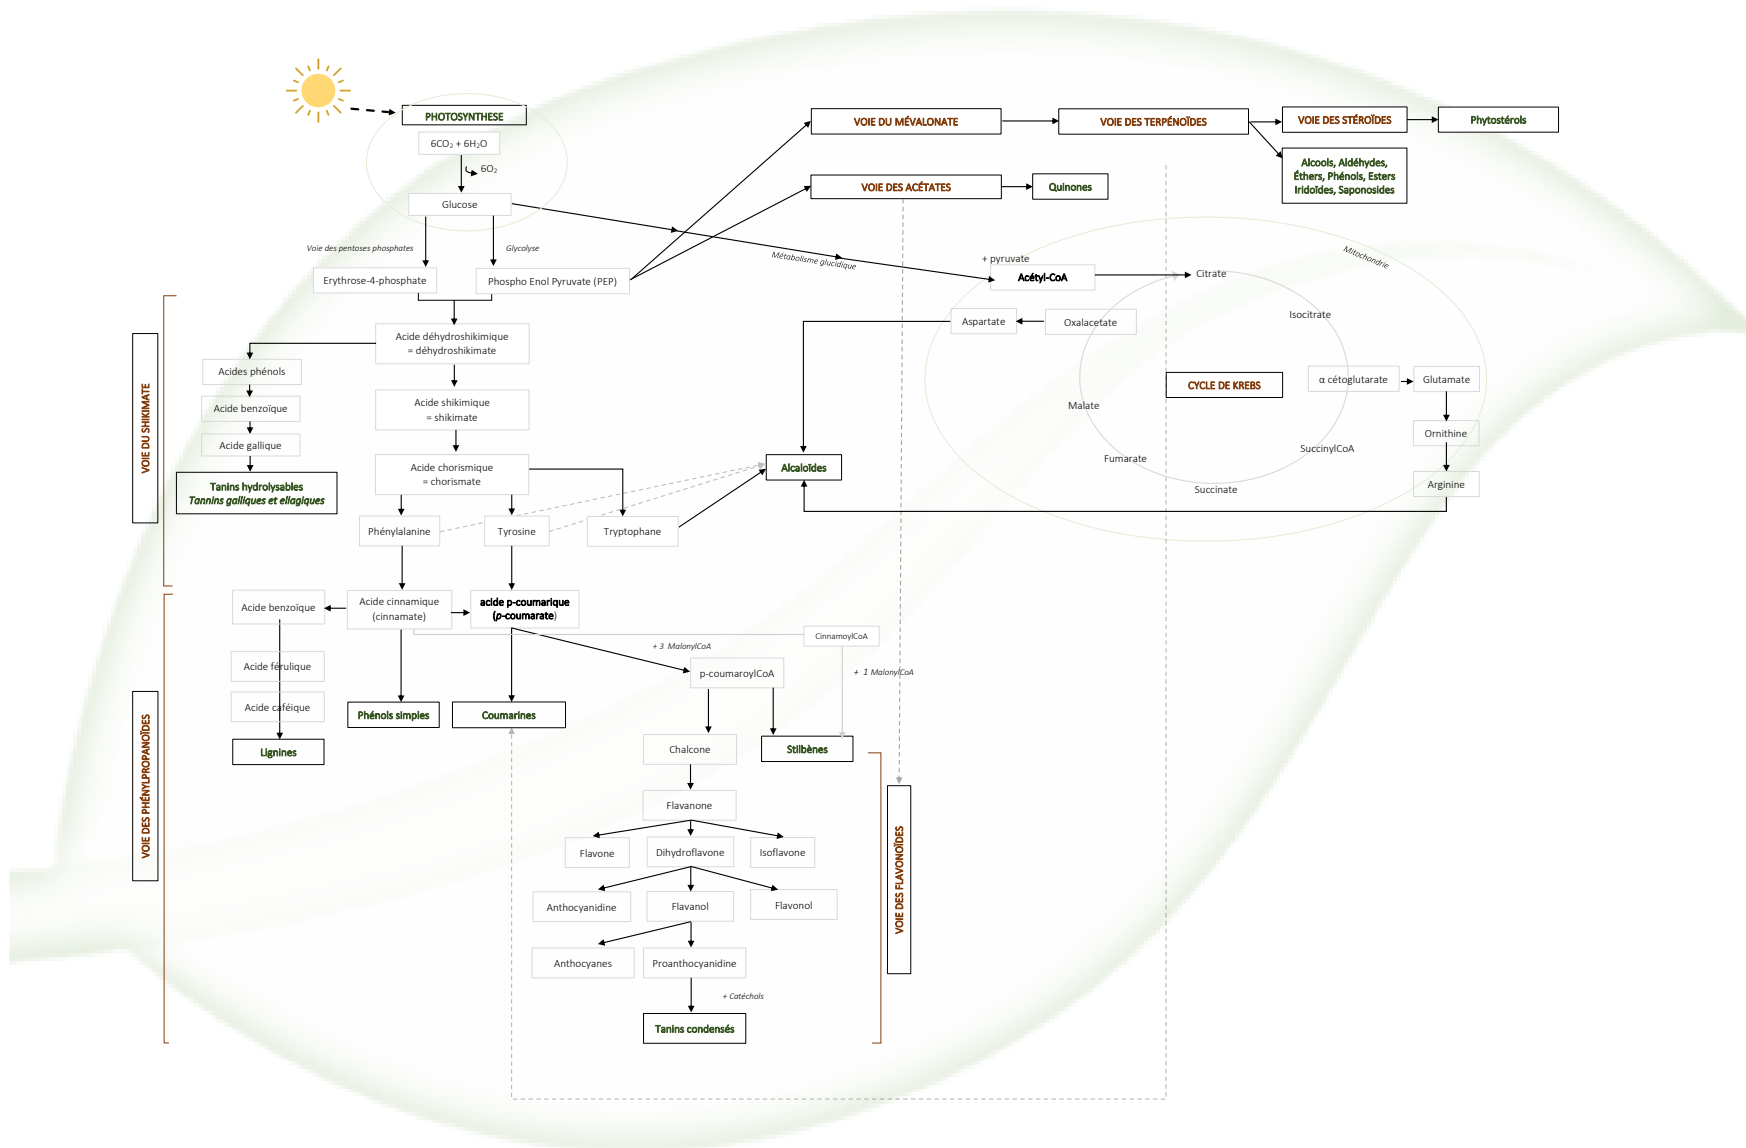 PHOTOSYNTHESE
6CO₂ + 6H₂O
6O₂
Glucose
Voie des pentoses phosphates
Glycolyse
Erythrose-4-phosphate
Phospho Enol Pyruvate (PEP)
VOIE DU MÉVALONATE
VOIE DES TERPÉNOÏDES
VOIE DES STÉROÏDES
Phytostérols
Alcools, Aldéhydes,
Éthers, Phénols, Esters
Iridoïdes, Saponosides
VOIE DES ACÉTATES
Quinones
Métabolisme glucidique
+ pyruvate
Acétyl-CoA
Citrate
Mitochondrie
Isocitrate
Aspartate
Oxalacetate
CYCLE DE KREBS
α cétoglutarate
Glutamate
Malate
Ornithine
SuccinylCoA
Fumarate
Arginine
Succinate
VOIE DU SHIKIMATE
Acide déhydroshikimique
= déhydroshikimate
Acides phénols
Acide benzoïque
Acide gallique
Tanins hydrolysables
Tannins galliques et eliagiques
Acide shikimique
= shikimate
Acide chorismique
= chorismate
Alcaloïdes
Phénylalanine
Tyrosine
Tryptophane
VOIE DES PHÉNYLPROPANOÏDES
Acide benzoïque
Acide cinnamique
(cinnamate)
acide p-coumarique
(p-coumarate)
CinnamoylCoA
+ 3 MalonylCoA
+ 1 MalonylCoA
Acide férulique
p-coumaroylCoA
Acide caféique
Phénols simples
Coumarines
Lignines
Chalcone
Stilbènes
VOIE DES FLAVONOÏDES
Flavanone
Flavone
Dihydroflavone
Isoflavone
Anthocyanidine
Flavanol
Flavonol
Anthocyanes
Proanthocyanidine
+ Catéchols
Tanins condensés